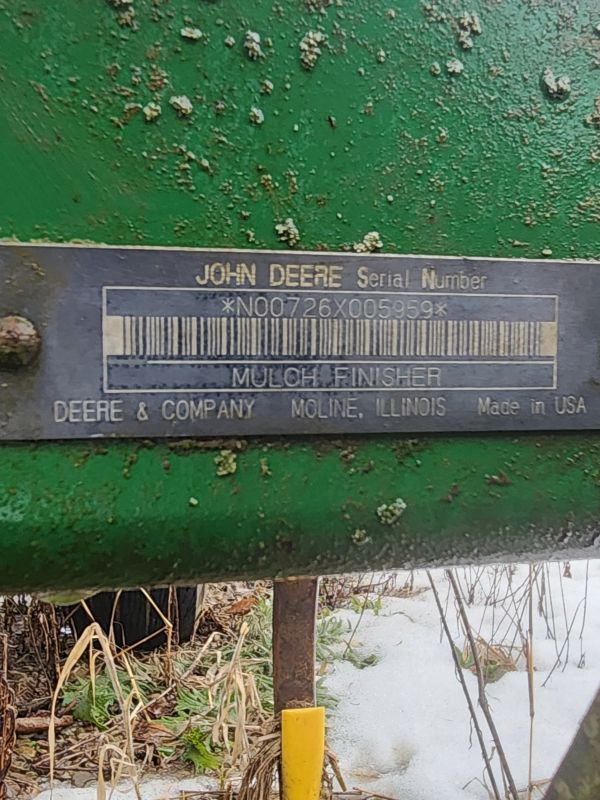 JOHN DEERE Serial Number
*N00726X005959*
MULCH FINISHER
DEERE & COMPANY MOLINE, ILLINOIS Made in USA